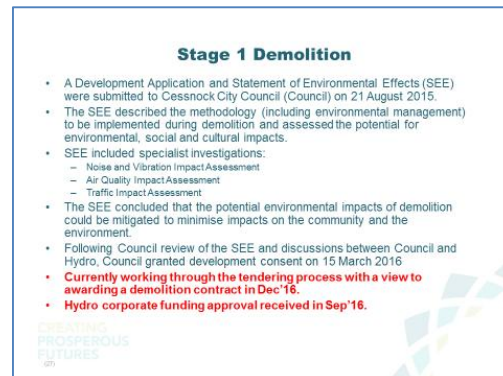 Stage 1 Demolition
• A Development Application and Statement of Environmental Effects (SEE)
were submitted to Cessnock City Council (Council) on 21 August 2015.
• The SEE described the methodology (including environmental management)
to be implemented during demolition and assessed the potential for
environmental, social and cultural impacts.
• SEE included specialist investigations:
– Noise and Vibration Impact Assessment
– Air Quality Impact Assessment
– Traffic Impact Assessment
• The SEE concluded that the potential environmental impacts of demolition
could be mitigated to minimise impacts on the community and the
environment.
• Following Council review of the SEE and discussions between Council and
Hydro, Council granted development consent on 15 March 2016
• Currently working through the tendering process with a view to
awarding a demolition contract in Dec'16.
• Hydro corporate funding approval received in Sep'16.
CREATING
PROSPEROUS
FUTURES